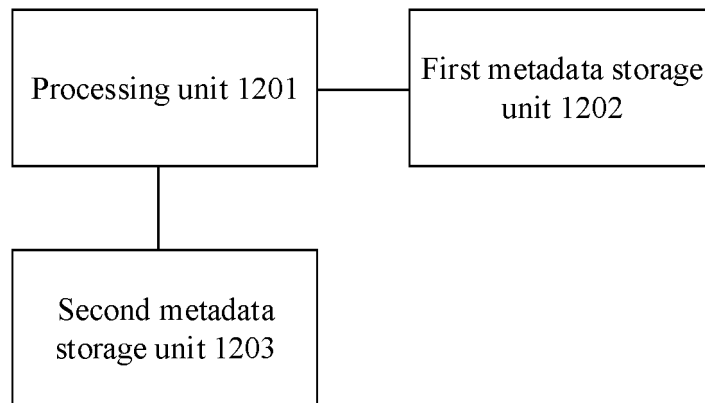 Processing unit 1201
First metadata storage
unit 1202
Second metadata
storage unit 1203